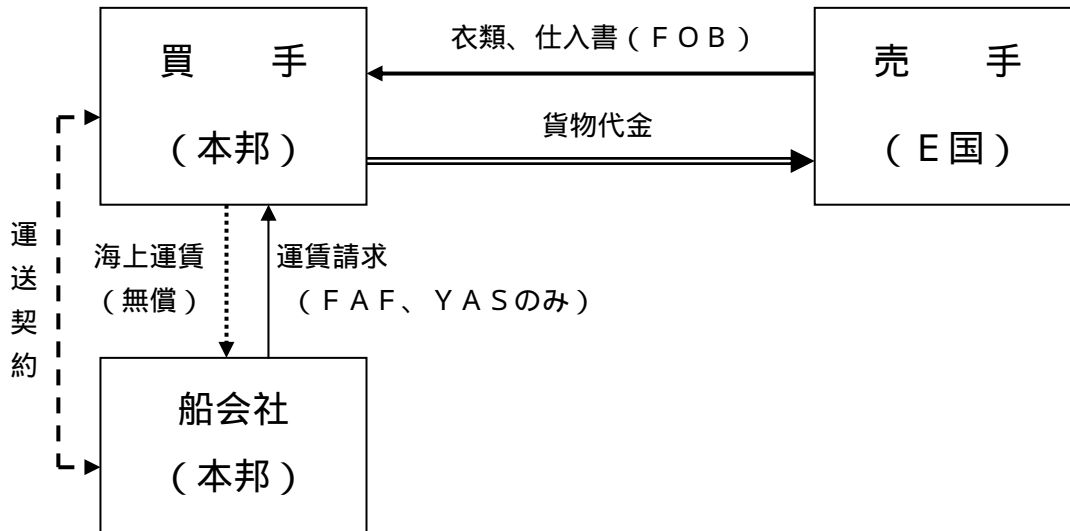 買　手
（本邦）
衣類、仕入書（ＦＯＢ）
貨物代金
売　手
（Ｅ国）
運送契約
海上運賃
（無償）
運賃請求
（ＦＡＦ、ＹＡＳのみ）
船会社
（本邦）